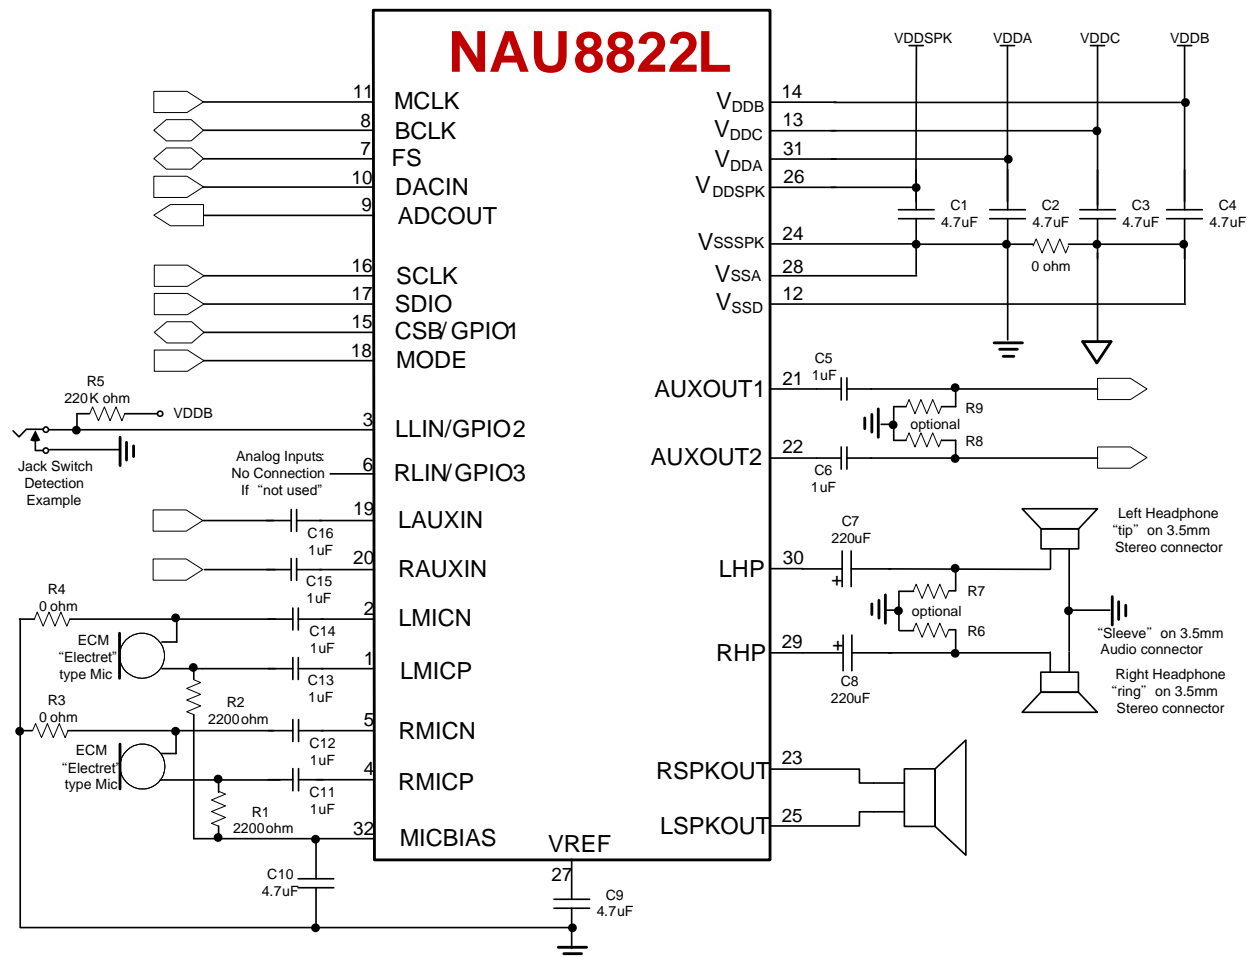 NAU8822L
VDDSPK
VDDA
VDDC
VDDB
11
MCLK
8
BCLK
7
FS
10
DACIN
9
ADCOUT
16
SCLK
17
SDIO
15
CSB/GPIO1
18
MODE
R5
220K ohm
VDDB
3
LLIN/GPIO2
Jack Switch
Detection
Example
Analog Inputs:
No Connection
If "not used"
6
RLIN/GPIO3
19
LAUXIN
C16
1uF
20
RAUXIN
C15
1uF
R4
0 ohm
2
LMICN
C14
1uF
ECM
"Electret"
type Mic
1
LMICP
C13
1uF
R3
0 ohm
R2
2200ohm
5
RMICN
C12
1uF
ECM
"Electret"
type Mic
4
RMICP
C11
1uF
R1
2200ohm
32
MICBIAS
C10
4.7uF
VREF
27
C9
4.7uF
VDDB
14
VDDC
13
VDDA
31
VDDSPK
26
C1
4.7uF
C2
4.7uF
C3
4.7uF
C4
4.7uF
VSSSPK
24
0 ohm
VSSA
28
VSSD
12
AUXOUT1
21
C5
1uF
R9
optional
R8
AUXOUT2
22
C6
1uF
Left Headphone
"tip" on 3.5mm
Stereo connector
LHP
30
C7
220uF
+
R7
optional
R6
"Sleeve" on 3.5mm
Audio connector
RHP
29
+
C8
220uF
Right Headphone
"ring" on 3.5mm
Stereo connector
RSPKOUT
23
LSPKOUT
25